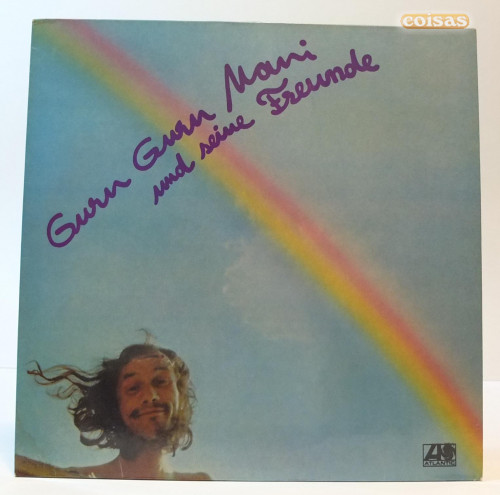 coisas
Guru Guru Mani
und seine Freunde
ATLANTIC